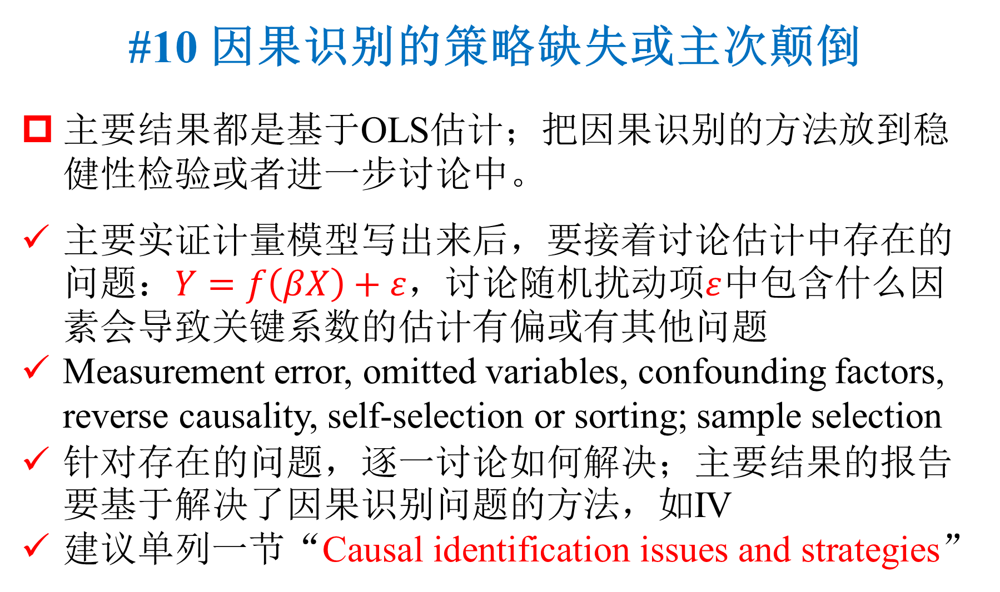 #10 因果识别的策略缺失或主次颠倒
主要结果都是基于OLS估计；把因果识别的方法放到稳
健性检验或者进一步讨论中。
✓ 主要实证计量模型写出来后，要接着讨论估计中存在的
问题：Y = f(βX) + ε，讨论随机扰动项ε中包含什么因
素会导致关键系数的估计有偏或有其他问题
✓ Measurement error, omitted variables, confounding factors,
reverse causality, self-selection or sorting; sample selection
✓ 针对存在的问题，逐一讨论如何解决；主要结果的报告
要基于解决了因果识别问题的方法，如IV
✓ 建议单列一节“Causal identification issues and strategies”